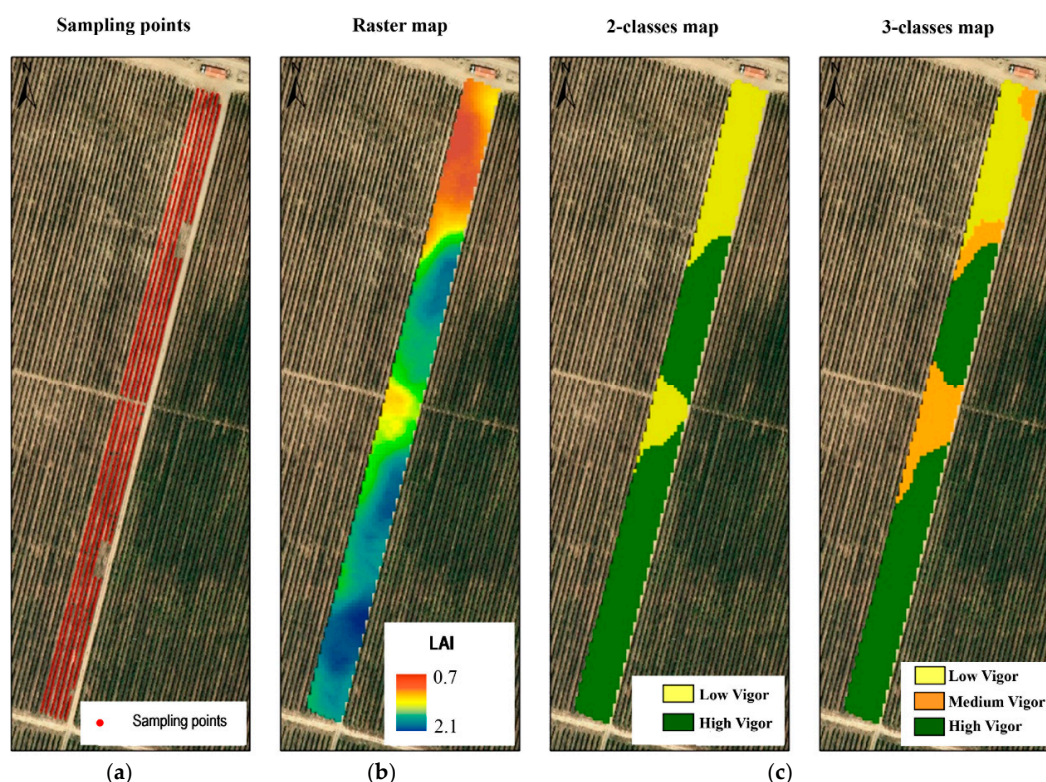 Sampling points
Raster map
2-classes map
3-classes map
N
N
N
N
Sampling points
LAI
0.7
2.1
Low Vigor
High Vigor
Low Vigor
Medium Vigor
High Vigor
(a)
(b)
(c)